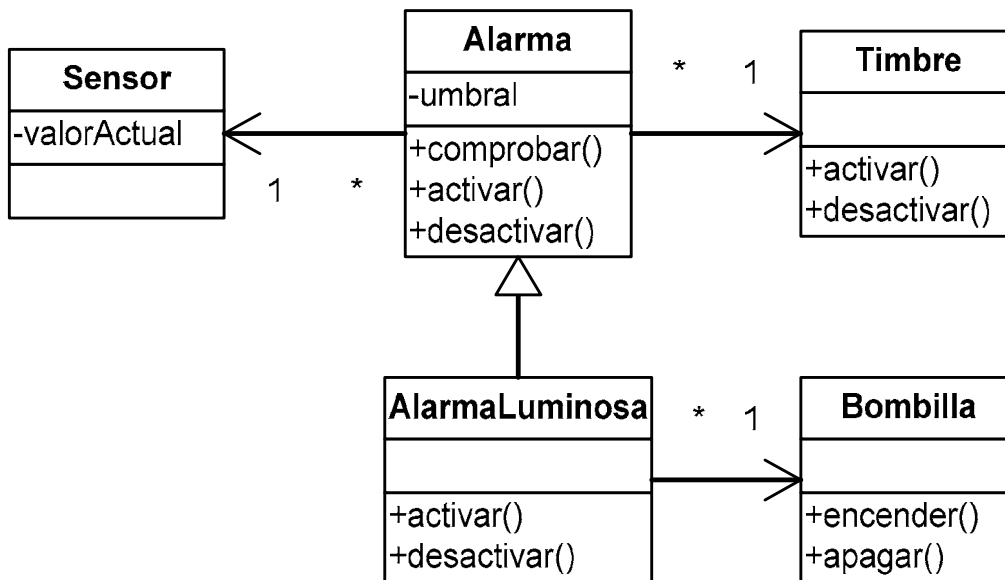 Sensor
-valorActual
1 *
Alarma
-umbral
+comprobar()
+activar()
+desactivar()
* 1
Timbre
+activar()
+desactivar()
AlarmaLuminosa
+activar()
+desactivar()
* 1
Bombilla
+encender()
+apagar()